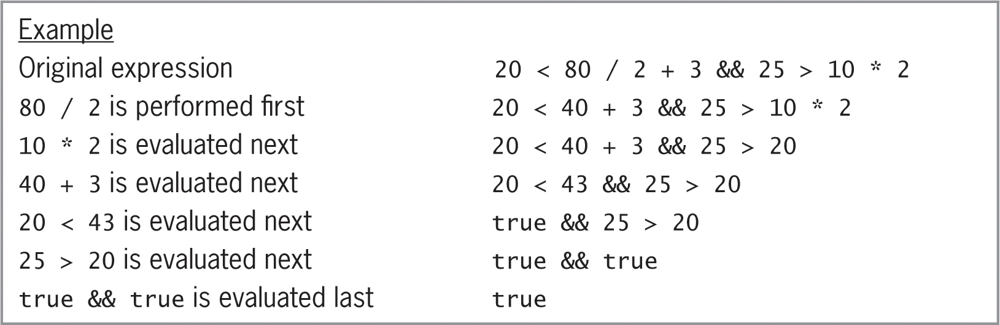 Example
Original expression 20 < 80 / 2 + 3 && 25 > 10 * 2
80 / 2 is performed first 20 < 40 + 3 && 25 > 10 * 2
10 * 2 is evaluated next 20 < 40 + 3 && 25 > 20
40 + 3 is evaluated next 20 < 43 && 25 > 20
20 < 43 is evaluated next true && 25 > 20
25 > 20 is evaluated next true && true
true && true is evaluated last true